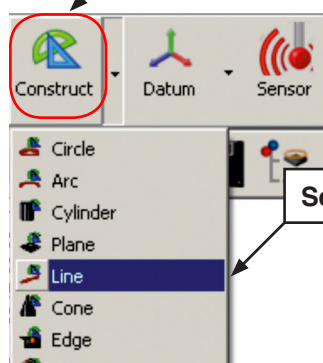 Construct Datum Sensor
Circle
Arc
Cylinder
Plane
Line
Cone
Edge